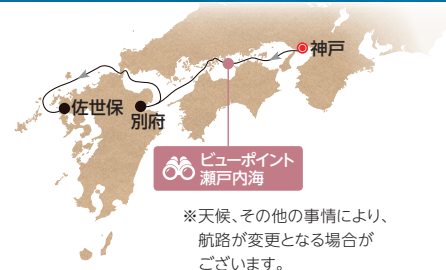 神戸
佐世保
別府
ビューポイント
瀬戸内海
※天候、その他の事情により、
航路が変更となる場合が
ございます。